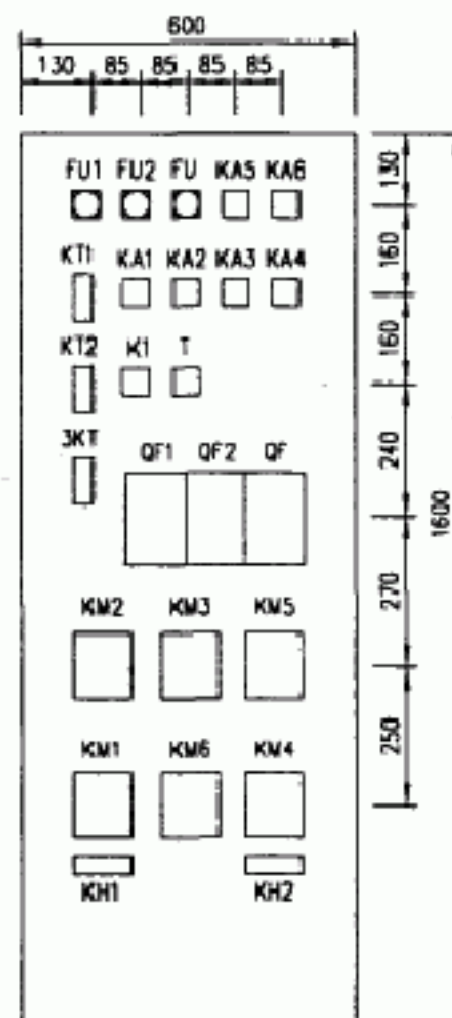 600
130 85 85 85 85
FU1 FU2 FU KA5 KA6
130
KT1 KA1 KA2 KA3 KA4
160
KT2 K1 T
160
3KT
QF1 QF2 QF
240
1600
270
KM2 KM3 KM5
KM1 KM6 KM4
250
KH1 KH2